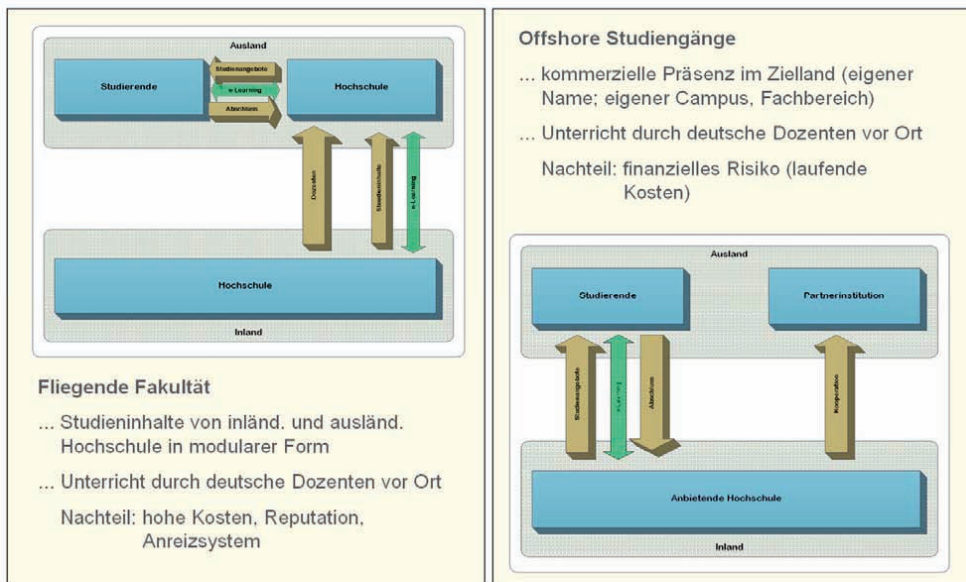 Ausland
Studierende
Studienangebote
e-Learning
Abschluss
Hochschule
Dozenten
Studieninhalte
e-Learning
Hochschule
Inland
Fliegende Fakultät
... Studieninhalte von inländ. und ausländ.
Hochschule in modularer Form
... Unterricht durch deutsche Dozenten vor Ort
Nachteil: hohe Kosten, Reputation,
Anreizsystem
Offshore Studiengänge
... kommerzielle Präsenz im Zielland (eigener
Name; eigener Campus, Fachbereich)
... Unterricht durch deutsche Dozenten vor Ort
Nachteil: finanzielles Risiko (laufende
Kosten)
Ausland
Studierende
Partnerinstitution
Studienangebote
e-Learning
Abschluss
Kooperation
Anbietende Hochschule
Inland